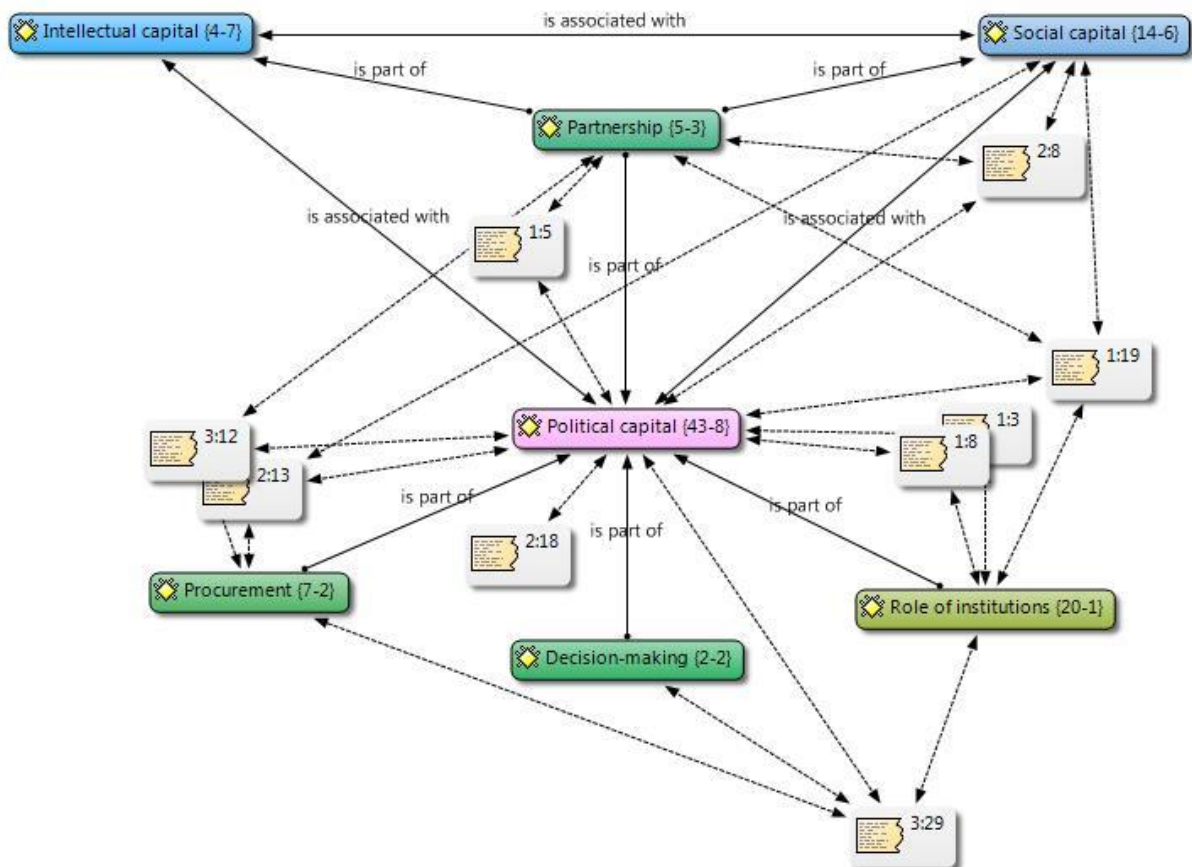 is associated with
Intellectual capital {4-7}
Social capital {14-6}
is part of
is part of
Partnership {5-3}
2:8
is associated with
is associated with
1:5
is part of
1:19
Political capital {43-8}
1:3
3:12
1:8
2:13
is part of
is part of
is part of
2:18
Procurement {7-2}
Role of institutions {20-1}
Decision-making {2-2}
3:29